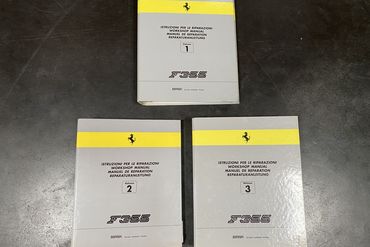 ISTRUZIONI PER LE RIPARAZIONI
WORKSHOP MANUAL
MANUEL DE REPARATION
REPARATURANLEITUNG
1
F355
ISTRUZIONI PER LE RIPARAZIONI
WORKSHOP MANUAL
MANUEL DE REPARATION
REPARATURANLEITUNG
2
F355
ISTRUZIONI PER LE RIPARAZIONI
WORKSHOP MANUAL
MANUEL DE REPARATION
REPARATURANLEITUNG
3
F355